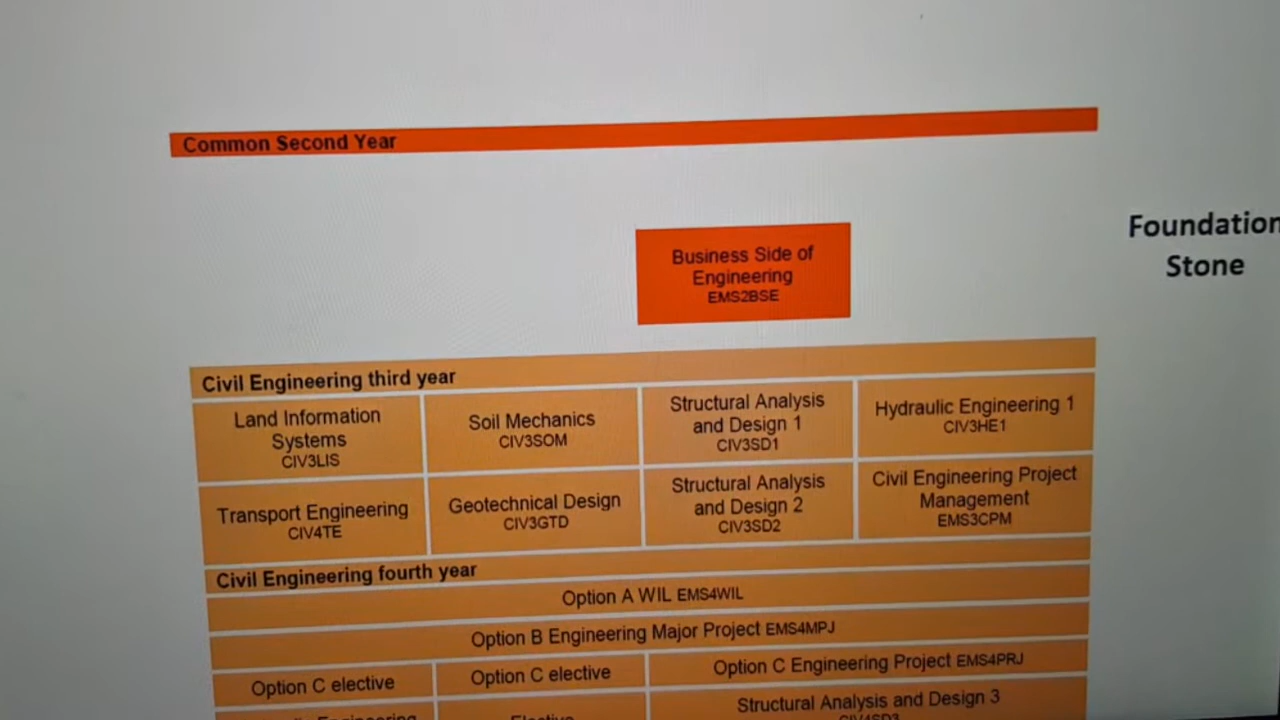 Common Second Year
Business Side of
Engineering
EMS2BSE
Foundation
Stone
Civil Engineering third year
Land Information
Systems
CIV3LIS
Soil Mechanics
CIV3SOM
Structural Analysis
and Design 1
CIV3SD1
Hydraulic Engineering 1
CIV3HE1
Transport Engineering
CIV4TE
Geotechnical Design
CIV3GTD
Structural Analysis
and Design 2
CIV3SD2
Civil Engineering Project
Management
EMS3CPM
Civil Engineering fourth year
Option A WIL EMS4WIL
Option B Engineering Major Project EMS4MPJ
Option C elective
Option C elective
Option C Engineering Project EMS4PRJ
Engineering
Elective
Structural Analysis and Design 3
CIV4SD3